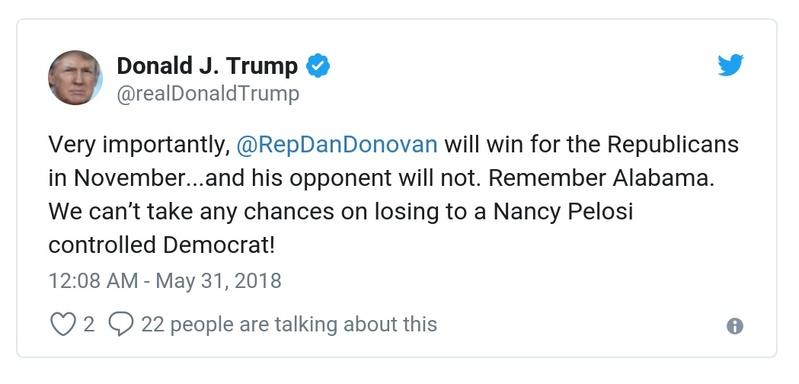 Donald J. Trump
@realDonaldTrump
Very importantly, @RepDanDonovan will win for the Republicans
in November...and his opponent will not. Remember Alabama.
We can’t take any chances on losing to a Nancy Pelosi
controlled Democrat!
12:08 AM - May 31, 2018
2 22 people are talking about this